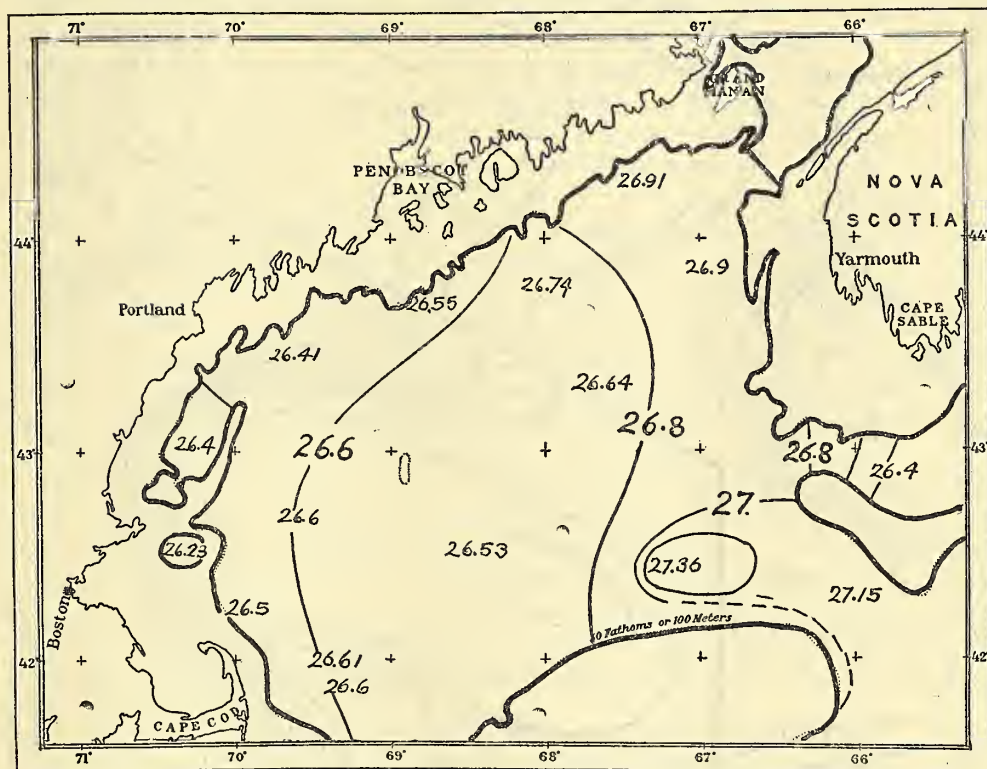 71° 70° 69° 68° 67° 66°
GRAND
MANAN
PENOBSCOT
BAY
26.91
NOVA
SCOTIA
44° 44°
26.9
Yarmouth
26.74
26.55
Portland
CAPE
SABLE
26.41
26.64
26.8
26.4
26.6
43° 43°
26.8
26.4
27.
26.6
26.23
26.53
27.36
27.15
Boston
26.5
Fathoms or 100 Meters
42° 42°
26.61
26.6
CAPE COD
71° 70° 69° 68° 67° 66°